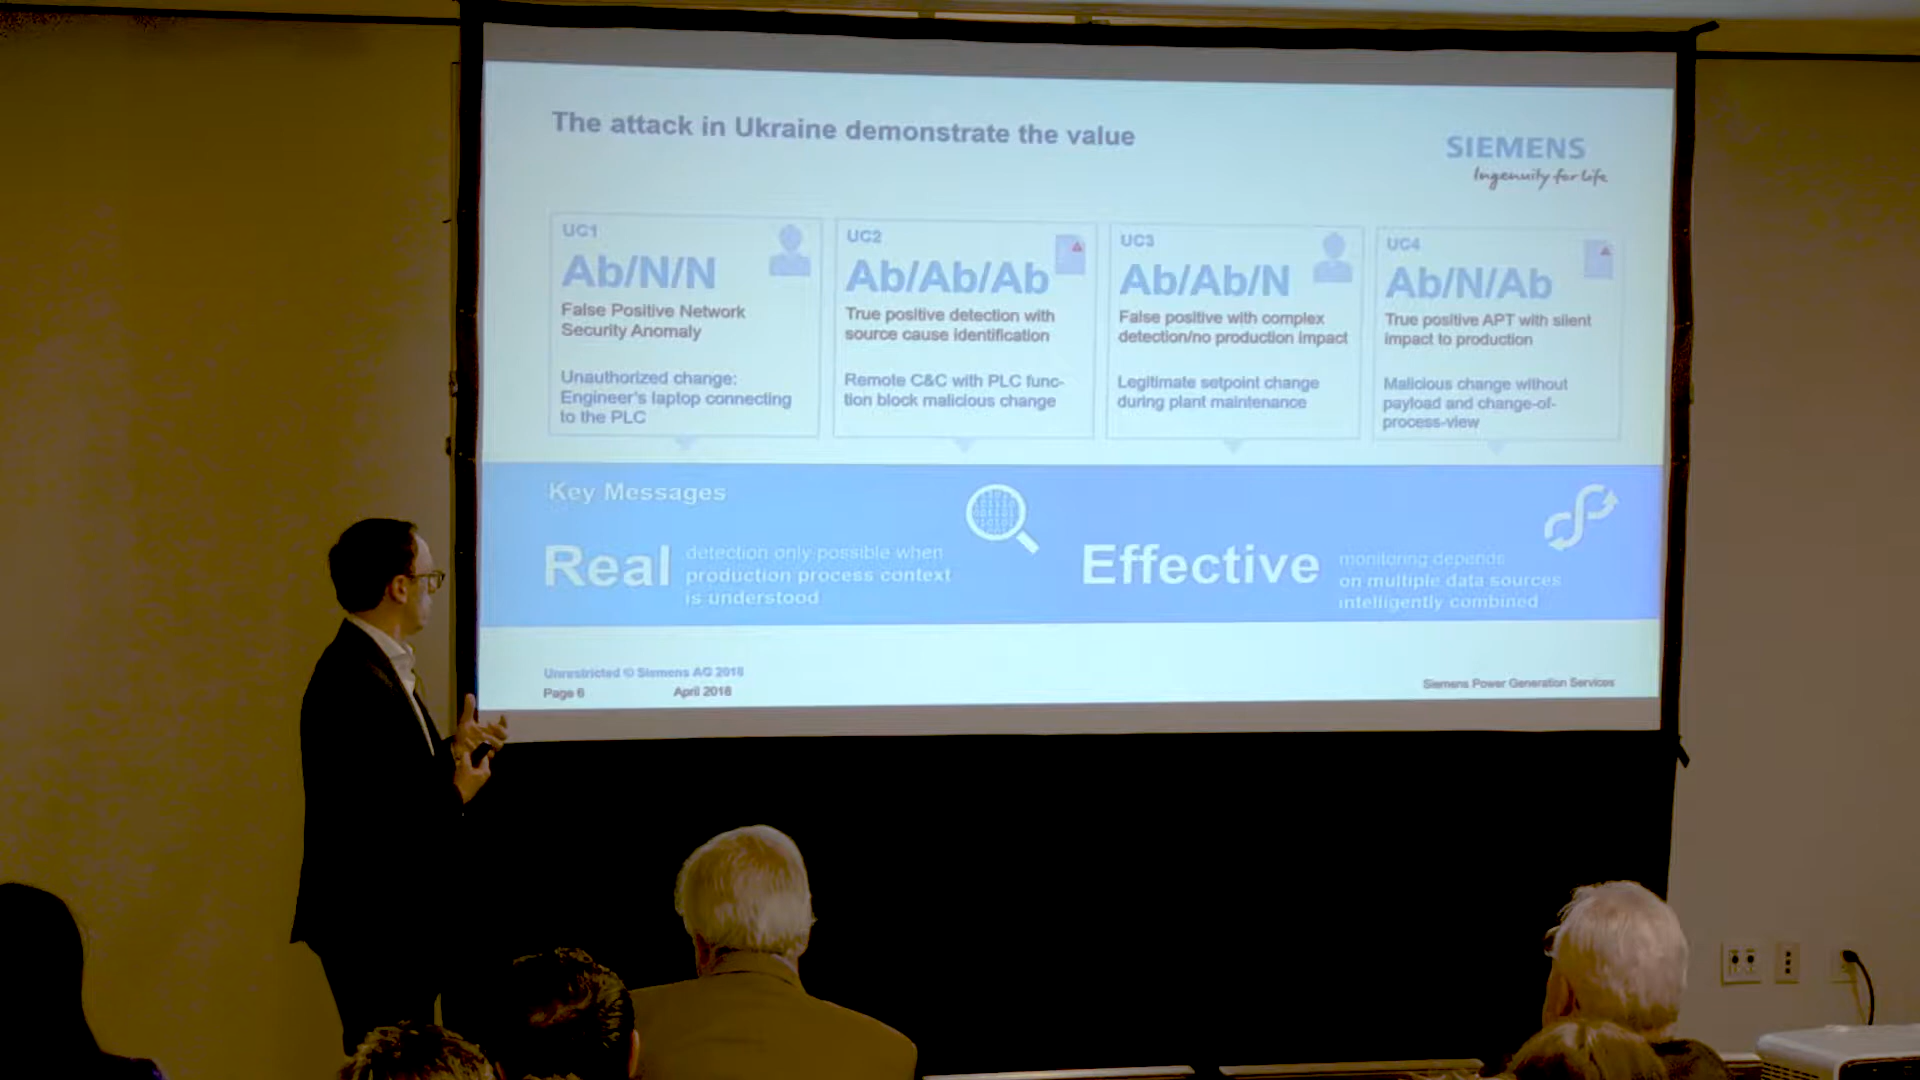 The attack in Ukraine demonstrate the value
SIEMENS
Ingenuity for life
UC1
Ab/N/N
False Positive Network
Security Anomaly
Unauthorized change:
Engineer's laptop connecting
to the PLC
UC2
Ab/Ab/Ab
True positive detection with
source cause identification
Remote C&C with PLC func-
tion block malicious change
UC3
Ab/Ab/N
False positive with complex
detection/no production impact
Legitimate setpoint change
during plant maintenance
UC4
Ab/N/Ab
True positive APT with silent
impact to production
Malicious change without
payload and change-of-
process-view
Key Messages
Real
detection only possible when
production process context
is understood
Effective
monitoring depends
on multiple data sources
intelligently combined
Unrestricted © Siemens AG 2018
Page 6
April 2018
Siemens Power Generation Services